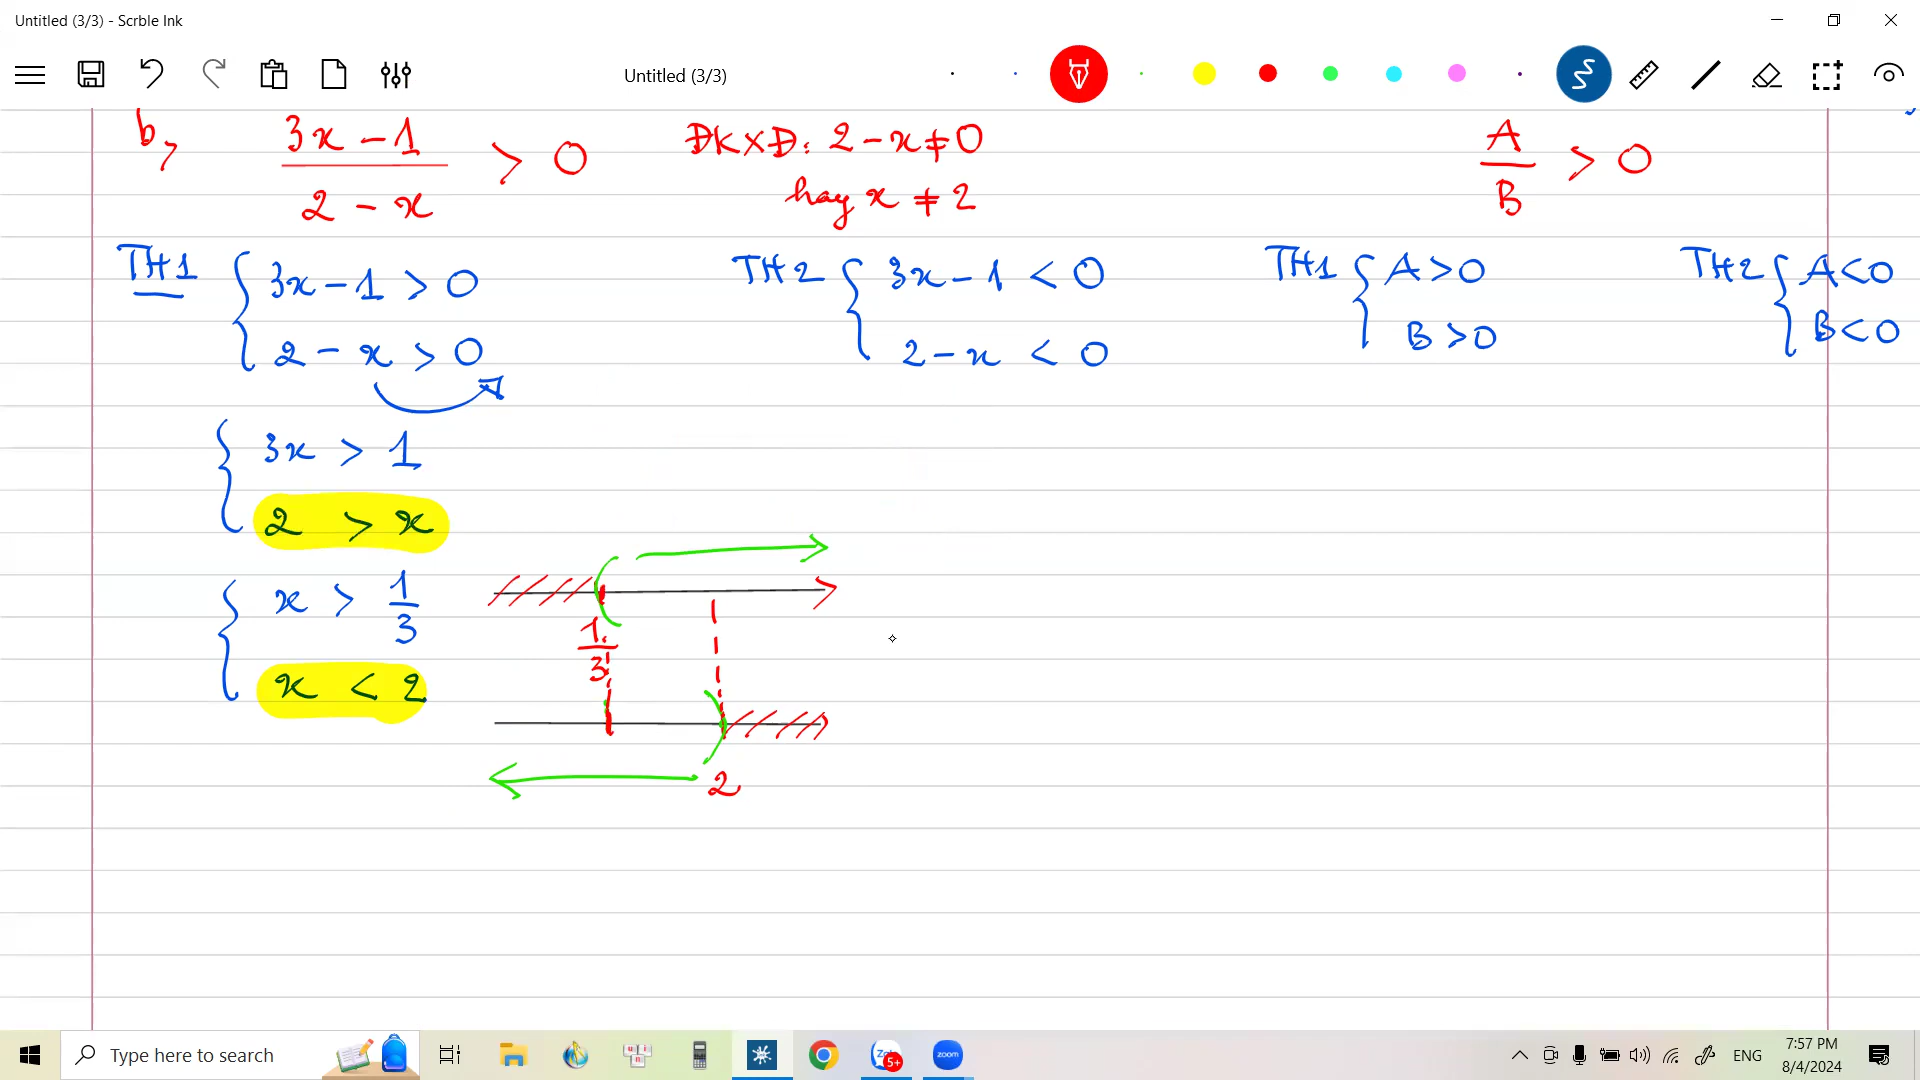 Untitled (3/3) - Scrble Ink
Untitled (3/3)
b, 3x - 1 / 2 - x > 0
ĐKXĐ: 2 - x ≠ 0
hay x ≠ 2
A / B > 0
TH1 { 3x - 1 > 0
2 - x > 0
TH2 { 3x - 1 < 0
2 - x < 0
TH1 { A > 0
B > 0
TH2 { A < 0
B < 0
{ 3x > 1
2 > x
{ x > 1/3
x < 2
1/3
2
Type here to search
5+
zoom
ENG
7:57 PM
8/4/2024